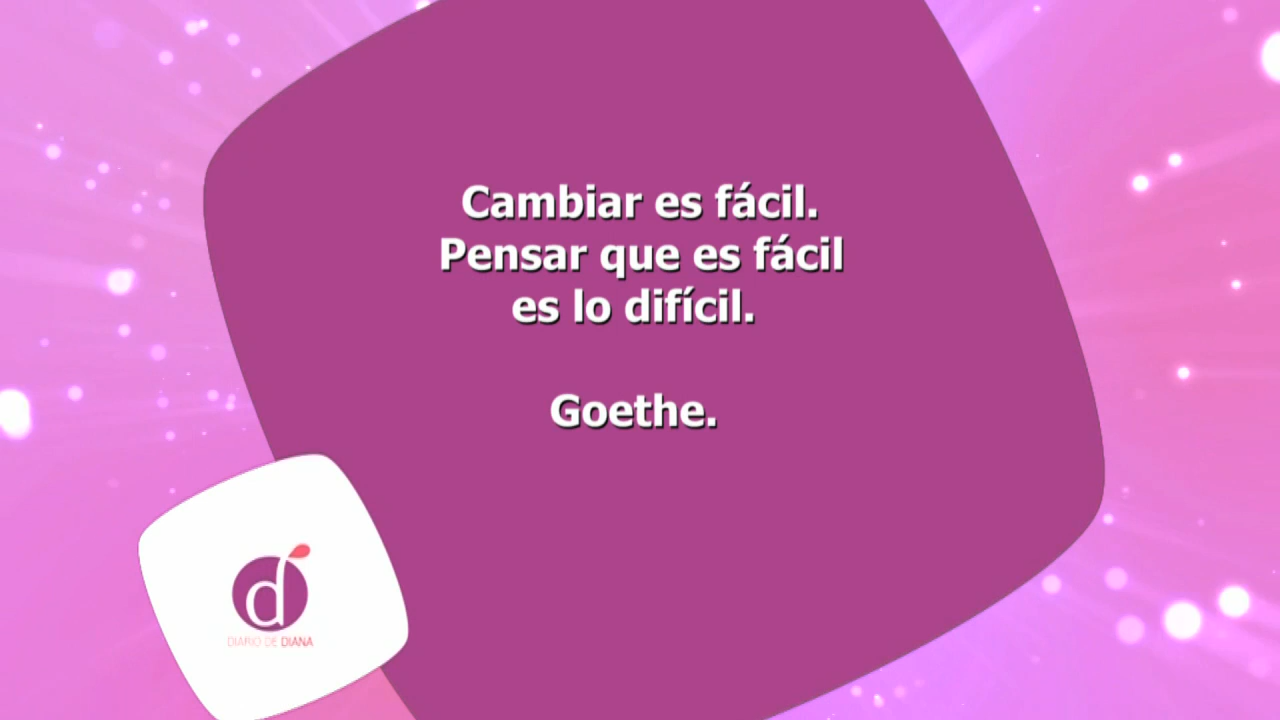 Cambiar es fácil.
Pensar que es fácil
es lo difícil.
Goethe.
d
DIARIO DE DIANA